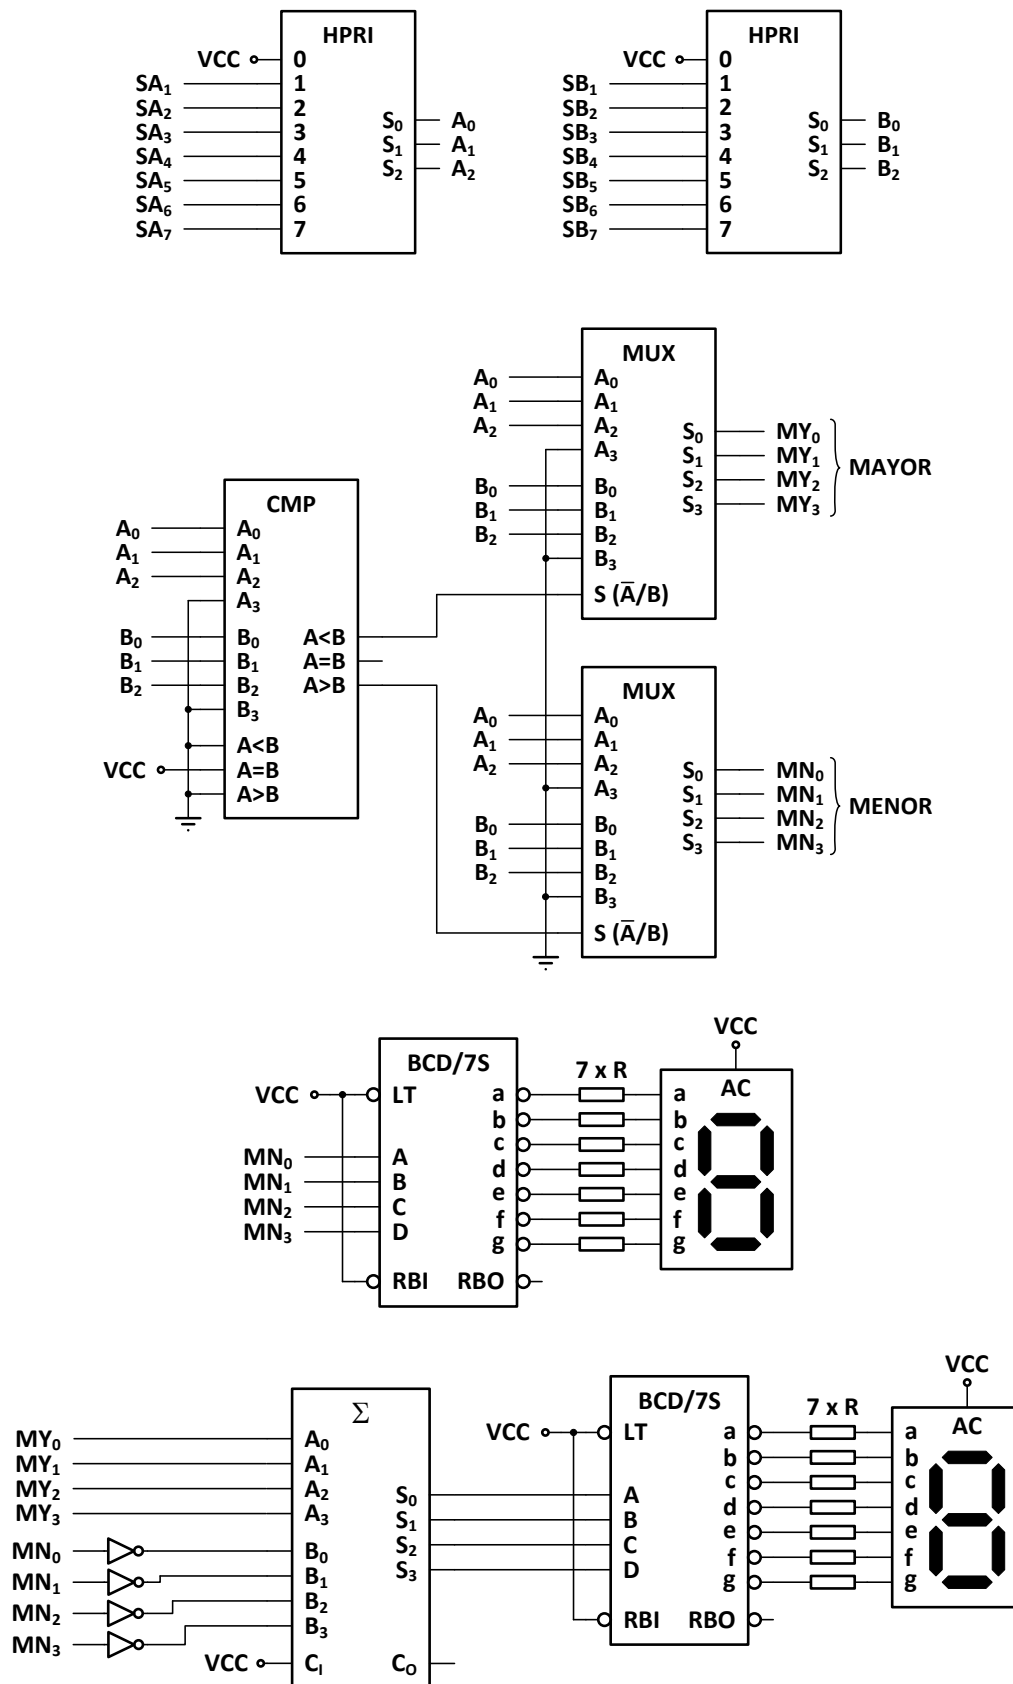 HPRI HPRI
VCC 0 VCC 0
SA₁ 1 SB₁ 1
SA₂ 2 SB₂ 2
SA₃ 3 S₀ A₀ SB₃ 3 S₀ B₀
SA₄ 4 S₁ A₁ SB₄ 4 S₁ B₁
SA₅ 5 S₂ A₂ SB₅ 5 S₂ B₂
SA₆ 6 SB₆ 6
SA₇ 7 SB₇ 7
MUX
A₀ A₀
A₁ A₁
A₂ A₂ S₀ MY₀
A₃ S₁ MY₁ MAYOR
B₀ B₀ S₂ MY₂
B₁ B₁ S₃ MY₃
B₂ B₂
B₃
S (A̅/B)
CMP
A₀ A₀
A₁ A₁
A₂ A₂
A₃
B₀ B₀ A<B
B₁ B₁ A=B
B₂ B₂ A>B
B₃
A<B
VCC A=B
A>B
MUX
A₀ A₀
A₁ A₁
A₂ A₂ S₀ MN₀
A₃ S₁ MN₁ MENOR
B₀ B₀ S₂ MN₂
B₁ B₁ S₃ MN₃
B₂ B₂
B₃
S (A̅/B)
VCC
BCD/7S 7 x R AC
VCC LT a a
b b
c c
MN₀ A d d
MN₁ B e e
MN₂ C f f
MN₃ D g g
RBI RBO
VCC
Σ BCD/7S 7 x R AC
VCC LT a a
MY₀ A₀ b b
MY₁ A₁ c c
MY₂ A₂ S₀ A d d
MY₃ A₃ S₁ B e e
MN₀ B₀ S₂ C f f
MN₁ B₁ S₃ D g g
MN₂ B₂
MN₃ B₃ RBI RBO
VCC C_I C_O